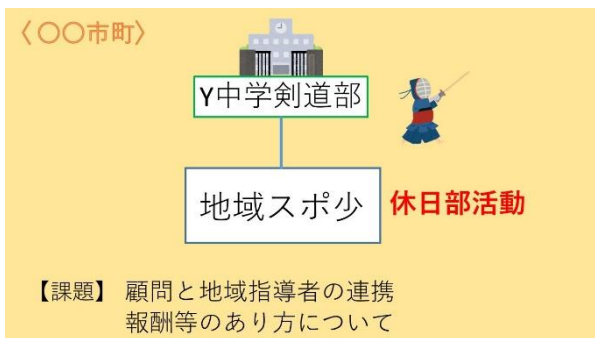 〈〇〇市町〉
Y中学剣道部
地域スポ少
休日部活動
【課題】 顧問と地域指導者の連携
報酬等のあり方について